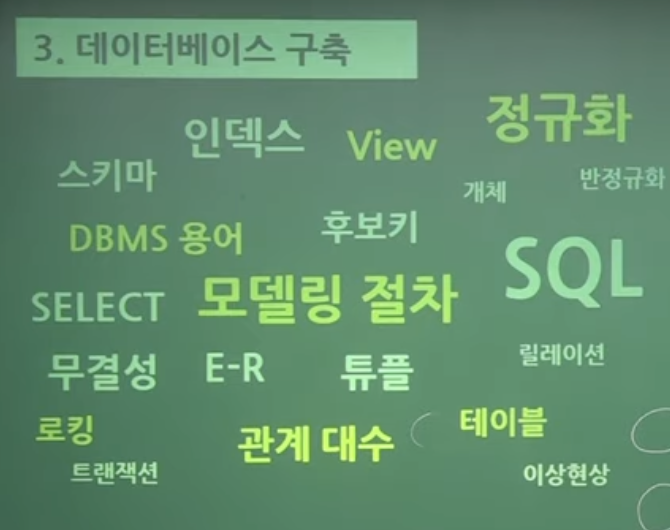 3. 데이터베이스 구축
정규화
인덱스 View
스키마 개체 반정규화
DBMS 용어 후보키
SQL
SELECT 모델링 절차
무결성 E-R 튜플 릴레이션
로킹 관계 대수 테이블
트랜잭션 이상현상